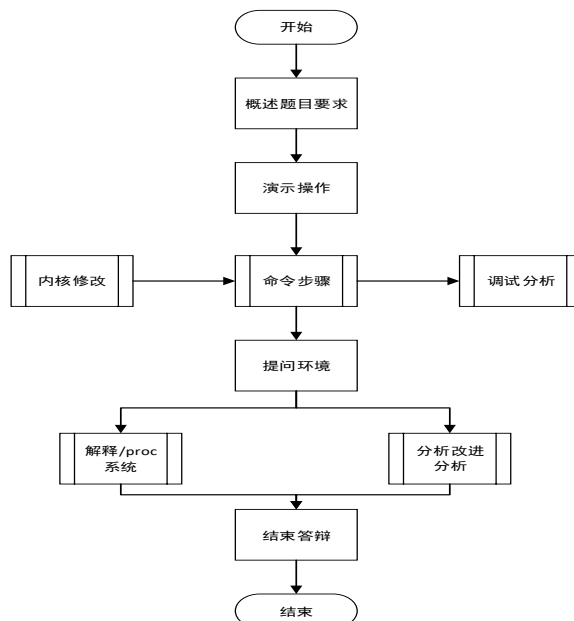 开始
概述题目要求
演示操作
内核修改
命令步骤
调试分析
提问环境
解释/proc
系统
分析改进
分析
结束答辩
结束